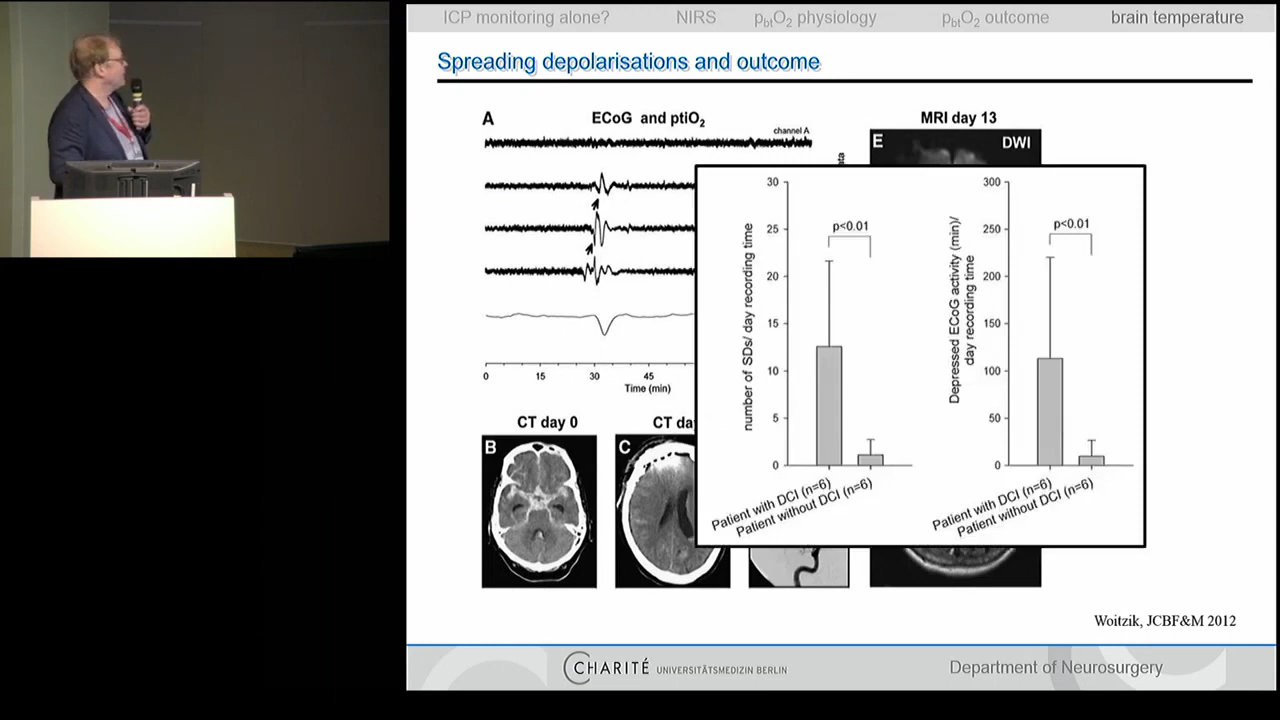 ICP monitoring alone? NIRS pbtO2 physiology pbtO2 outcome brain temperature
Spreading depolarisations and outcome
A ECoG and ptiO2 MRI day 13
channel A
E DWI
0 15 30 45
Time (min)
CT day 0
B
C
number of SDs/ day recording time
30
25
20
15
10
5
0
p<0.01
Patient with DCI (n=6)
Patient without DCI (n=6)
Depressed ECoG activity (min)/
day recording time
300
250
200
150
100
50
0
p<0.01
Patient with DCI (n=6)
Patient without DCI (n=6)
Woitzik, JCBF&M 2012
CHARITÉ UNIVERSITÄTSMEDIZIN BERLIN Department of Neurosurgery